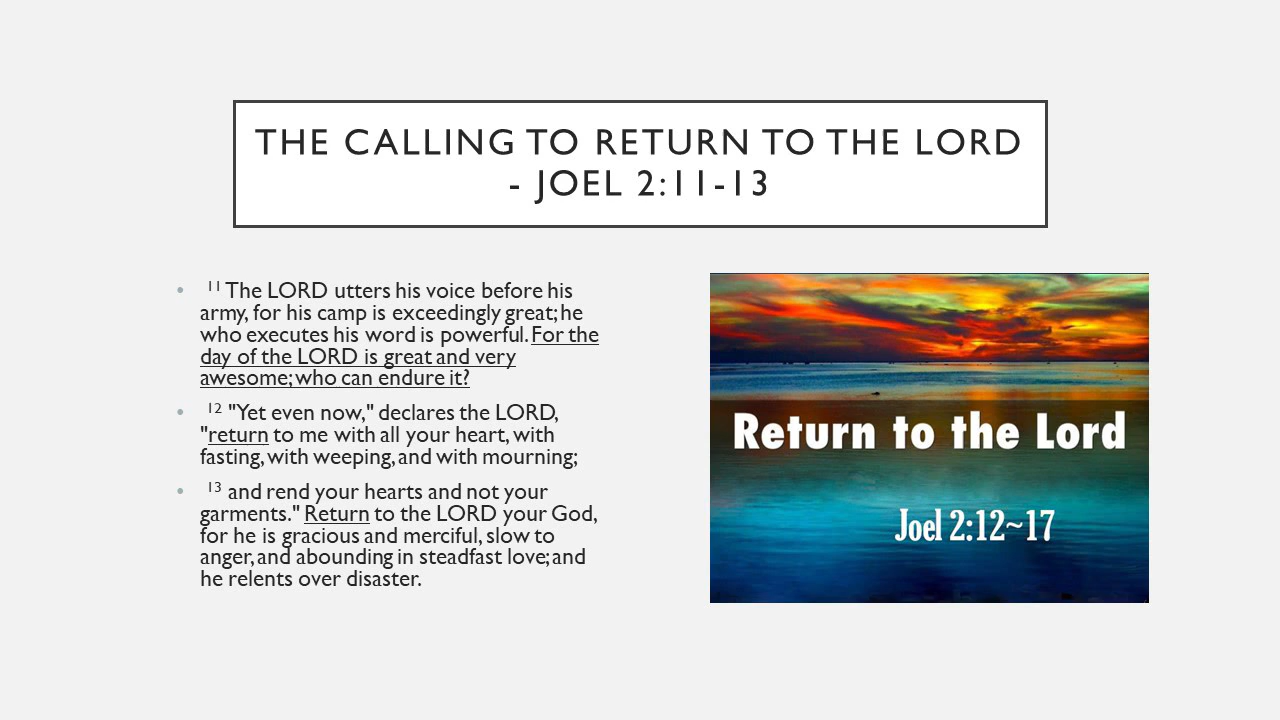 THE CALLING TO RETURN TO THE LORD
- JOEL 2:11-13
• 11 The LORD utters his voice before his
army, for his camp is exceedingly great; he
who executes his word is powerful. For the
day of the LORD is great and very
awesome; who can endure it?
• 12 "Yet even now," declares the LORD,
"return to me with all your heart, with
fasting, with weeping, and with mourning;
• 13 and rend your hearts and not your
garments." Return to the LORD your God,
for he is gracious and merciful, slow to
anger, and abounding in steadfast love; and
he relents over disaster.
Return to the Lord
Joel 2:12~17